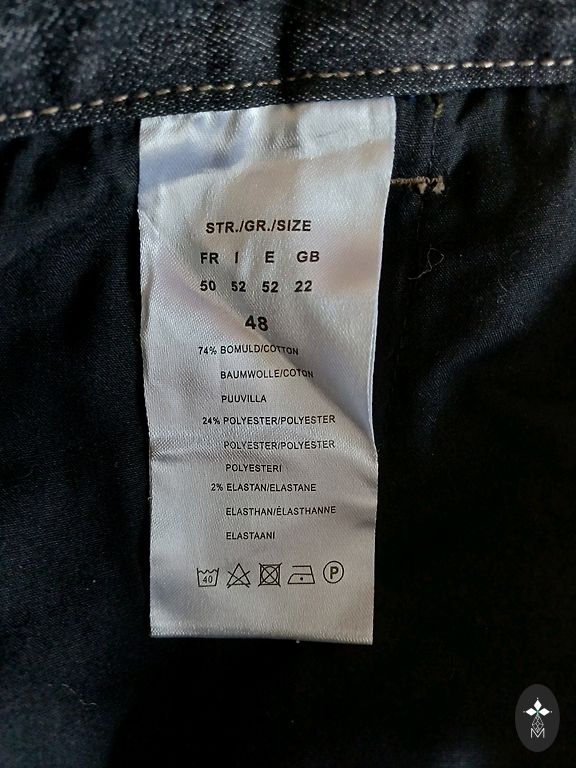 STR./GR./SIZE
FR I E GB
50 52 52 22
48
74% BOMULD/COTTON
BAUMWOLLE/COTON
PUUVILLA
24% POLYESTER/POLYESTER
POLYESTER/POLYESTER
POLYESTERI
2% ELASTAN/ELASTANE
ELASTHAN/ÉLASTHANNE
ELASTAANI
40 P
M